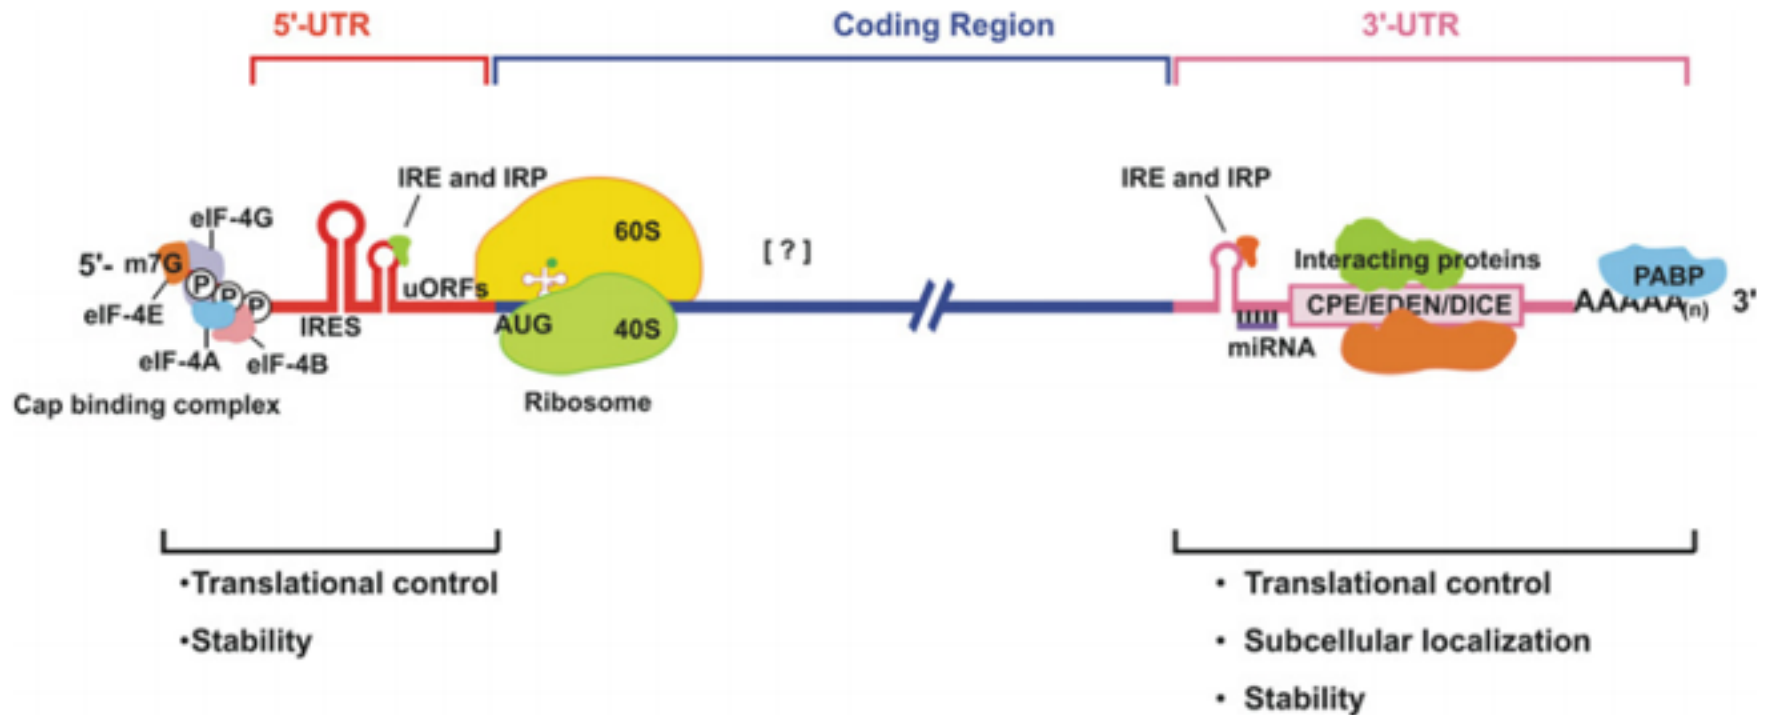 5'-UTR
Coding Region
3'-UTR
IRE and IRP
IRE and IRP
eIF-4G
60S
[ ? ]
5'- m7G
Interacting proteins
PABP
P
P
P
uORFs
eIF-4E
IRES
AUG
40S
CPE/EDEN/DICE
AAAAA(n) 3'
miRNA
eIF-4A
eIF-4B
Cap binding complex
Ribosome
•Translational control
•Stability
• Translational control
• Subcellular localization
• Stability